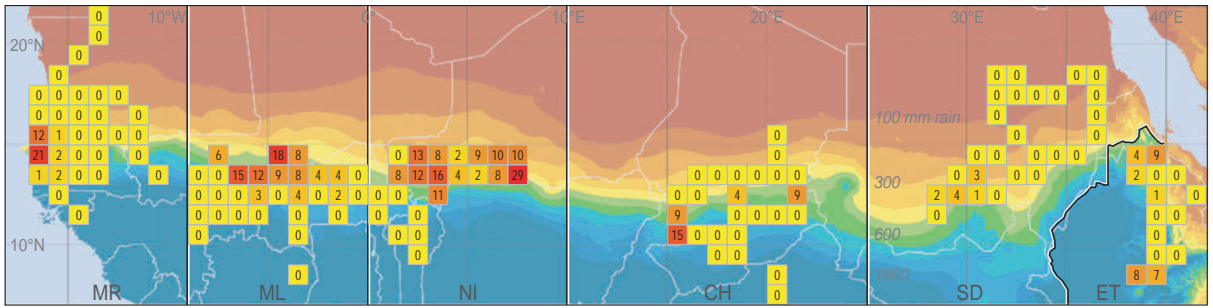 0 10°W 0° 10°E 20°E 30°E 40°E
0
20°N
0
0 0 0 0 0
0 0 0 0 0 0 0 0 0 0
0 0 0 0 0 100 mm rain 0 0
12 1 0 0 0 0 0 0 0
21 2 0 0 0 6 18 8 0 13 8 2 9 10 10 0 0 0 0 0 0 4 9
1 2 0 0 0 0 0 15 12 9 8 4 4 0 8 12 16 4 2 8 29 0 0 0 0 0 0 300 0 3 0 0 2 0 0
0 0 0 0 3 0 4 0 2 0 0 0 11 0 0 4 9 2 4 1 0 1 0
0 0 0 0 0 0 0 0 0 9 0 0 0 0 0 0 0
10°N 0 0 0 15 0 0 0 600 0 0
0 0 0 0 0
0 0 1000 8 7
MR ML NI CH 0 SD ET